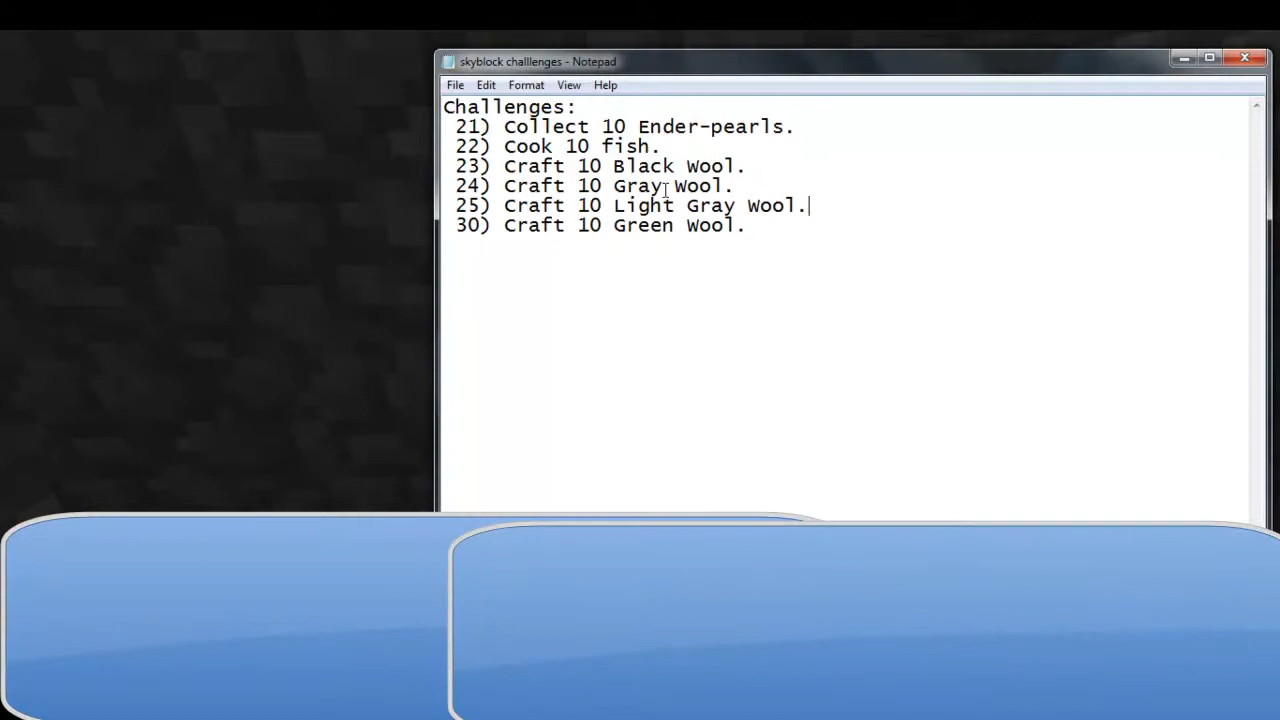 skyblock challlenges - Notepad
File Edit Format View Help
Challenges:
21) Collect 10 Ender-pearls.
22) Cook 10 fish.
23) Craft 10 Black Wool.
24) Craft 10 Gray Wool.
25) Craft 10 Light Gray Wool.
30) Craft 10 Green Wool.